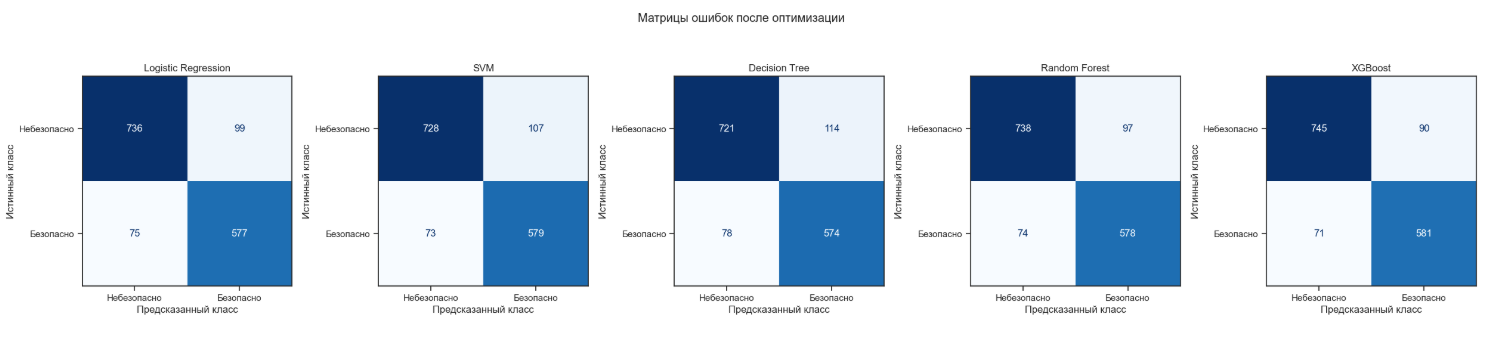 Матрицы ошибок после оптимизации
Logistic Regression
Небезопасно
736
99
Безопасно
75
577
Истинный класс
Небезопасно
Безопасно
Предсказанный класс
SVM
Небезопасно
728
107
Безопасно
73
579
Истинный класс
Небезопасно
Безопасно
Предсказанный класс
Decision Tree
Небезопасно
721
114
Безопасно
78
574
Истинный класс
Небезопасно
Безопасно
Предсказанный класс
Random Forest
Небезопасно
738
97
Безопасно
74
578
Истинный класс
Небезопасно
Безопасно
Предсказанный класс
XGBoost
Небезопасно
745
90
Безопасно
71
581
Истинный класс
Небезопасно
Безопасно
Предсказанный класс